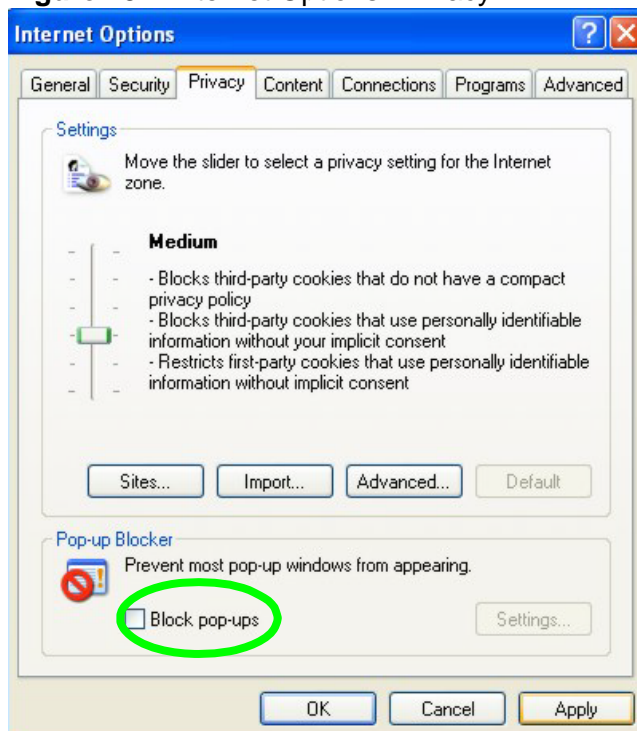 Internet Options
General Security Privacy Content Connections Programs Advanced
Settings
Move the slider to select a privacy setting for the Internet
zone.
Medium
- Blocks third-party cookies that do not have a compact
privacy policy
- Blocks third-party cookies that use personally identifiable
information without your implicit consent
- Restricts first-party cookies that use personally identifiable
information without implicit consent
Sites... Import... Advanced... Default
Pop-up Blocker
Prevent most pop-up windows from appearing.
Block pop-ups Settings...
OK Cancel Apply